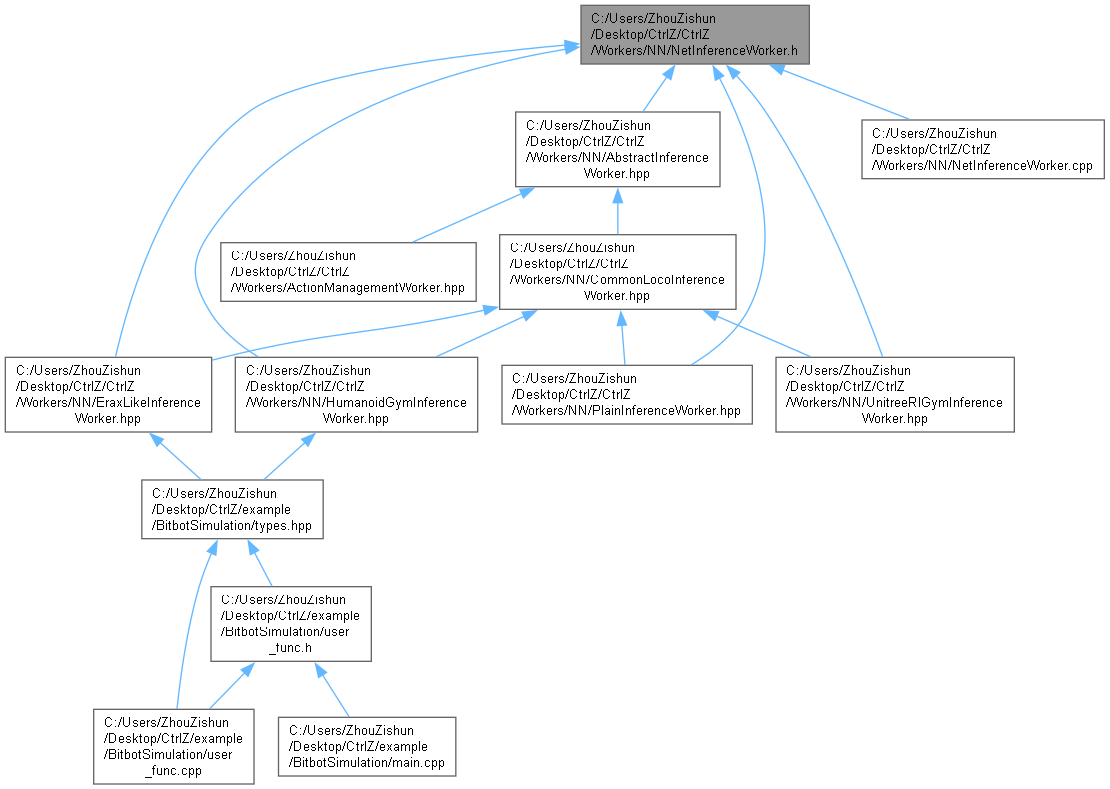 C:/Users/ZhouZishun
/Desktop/CtrlZ/CtrlZ
/Workers/NN/NetInferenceWorker.h
C:/Users/ZhouZishun
/Desktop/CtrlZ/CtrlZ
/Workers/NN/AbstractInference
Worker.hpp
C:/Users/ZhouZishun
/Desktop/CtrlZ/CtrlZ
/Workers/NN/NetInferenceWorker.cpp
C:/Users/ZhouZishun
/Desktop/CtrlZ/CtrlZ
/Workers/ActionManagementWorker.hpp
C:/Users/ZhouZishun
/Desktop/CtrlZ/CtrlZ
/Workers/NN/CommonLocoInference
Worker.hpp
C:/Users/ZhouZishun
/Desktop/CtrlZ/CtrlZ
/Workers/NN/EraxLikeInference
Worker.hpp
C:/Users/ZhouZishun
/Desktop/CtrlZ/CtrlZ
/Workers/NN/HumanoidGymInference
Worker.hpp
C:/Users/ZhouZishun
/Desktop/CtrlZ/CtrlZ
/Workers/NN/PlainInferenceWorker.hpp
C:/Users/ZhouZishun
/Desktop/CtrlZ/CtrlZ
/Workers/NN/UnitreeRlGymInference
Worker.hpp
C:/Users/ZhouZishun
/Desktop/CtrlZ/example
/BitbotSimulation/types.hpp
C:/Users/ZhouZishun
/Desktop/CtrlZ/example
/BitbotSimulation/user
_func.h
C:/Users/ZhouZishun
/Desktop/CtrlZ/example
/BitbotSimulation/user
_func.cpp
C:/Users/ZhouZishun
/Desktop/CtrlZ/example
/BitbotSimulation/main.cpp